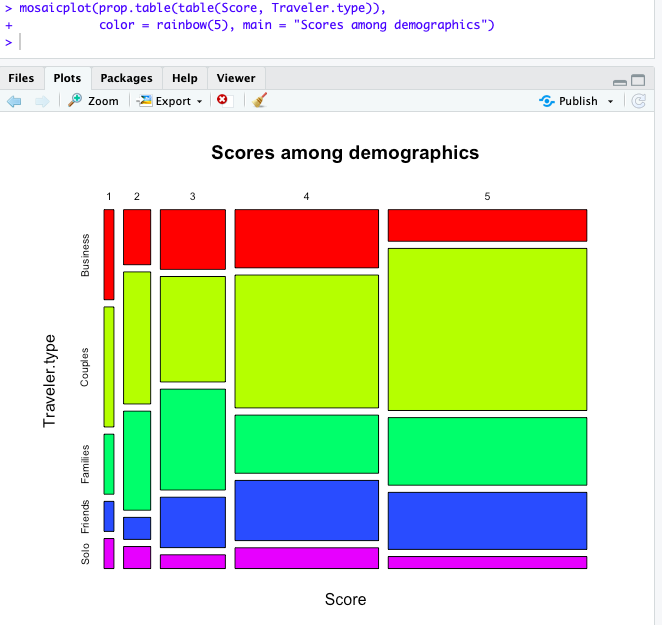 > mosaicplot(prop.table(table(Score, Traveler.type)),
+           color = rainbow(5), main = "Scores among demographics")
>
Files Plots Packages Help Viewer
Zoom Export Publish
Scores among demographics
1 2 3 4 5
Business
Couples
Families
Friends
Solo
Traveler.type
Score